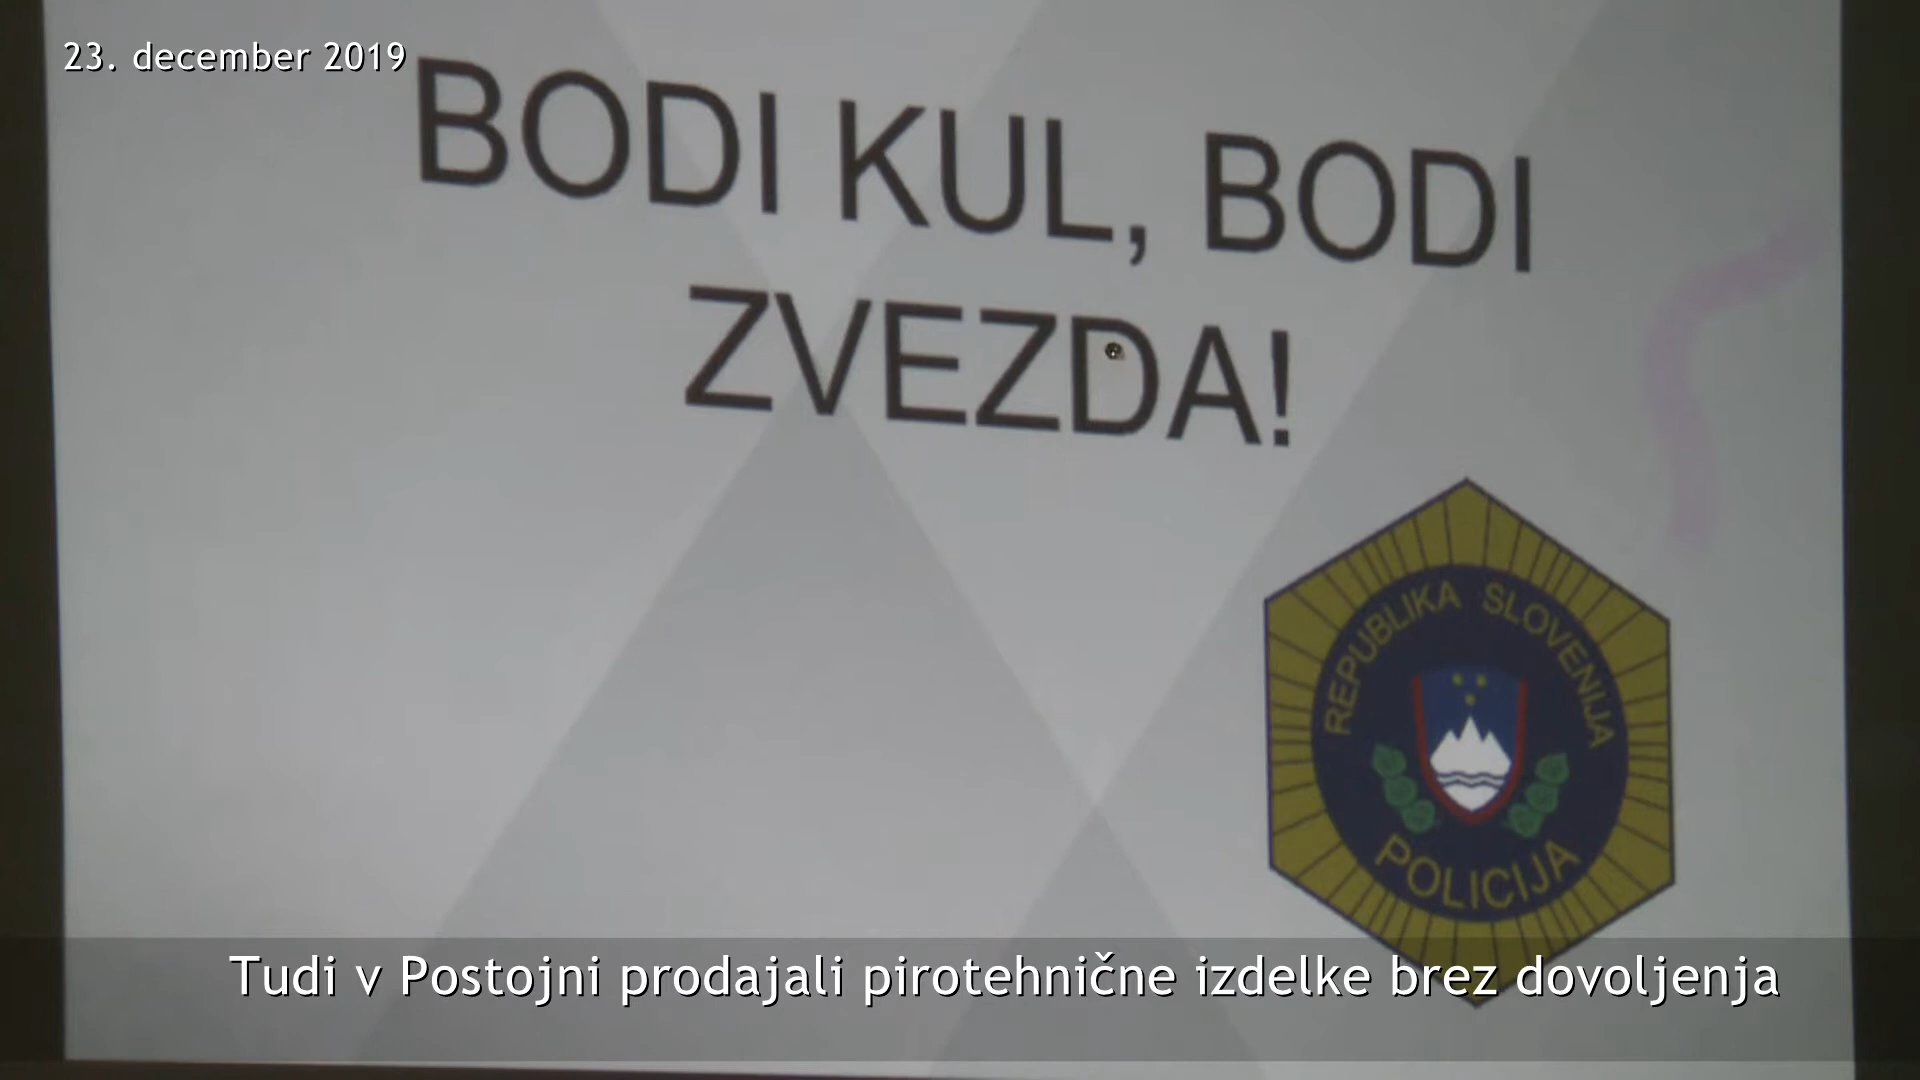 23. december 2019
BODI KUL, BODI
ZVEZDA!
REPUBLIKA SLOVENIJA
POLICIJA
Tudi v Postojni prodajali pirotehnične izdelke brez dovoljenja